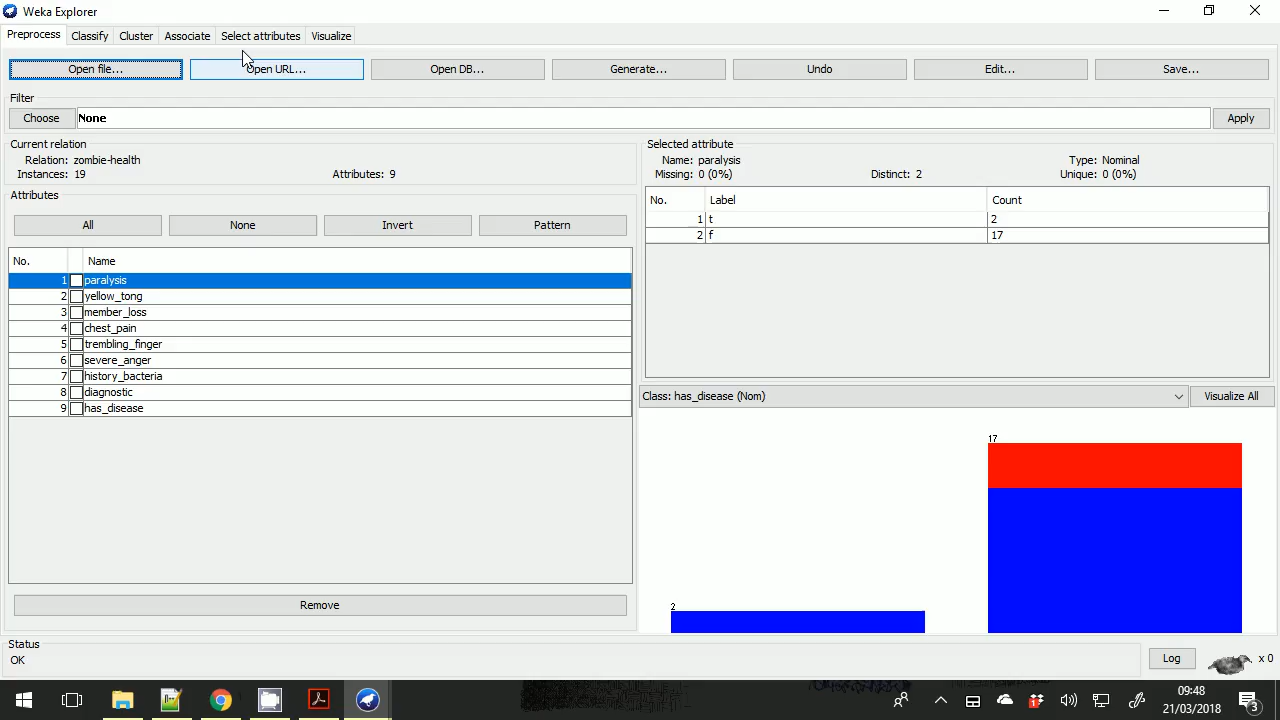 Weka Explorer
Preprocess Classify Cluster Associate Select attributes Visualize
Open file... Open URL... Open DB... Generate... Undo Edit... Save...
Filter
Choose None Apply
Current relation
Relation: zombie-health
Instances: 19 Attributes: 9
Attributes
All None Invert Pattern
No. Name
1 paralysis
2 yellow_tong
3 member_loss
4 chest_pain
5 trembling_finger
6 severe_anger
7 history_bacteria
8 diagnostic
9 has_disease
Remove
Selected attribute
Name: paralysis Type: Nominal
Missing: 0 (0%) Distinct: 2 Unique: 0 (0%)
No. Label Count
1 t 2
2 f 17
Class: has_disease (Nom) Visualize All
17
2
Status
OK
Log x 0
09:48
21/03/2018
3